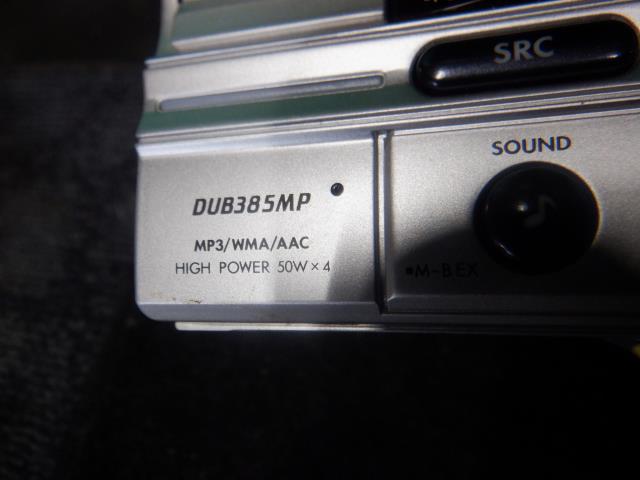 SRC
SOUND
DUB385MP
MP3/WMA/AAC
HIGH POWER 50W×4
M-B.EX